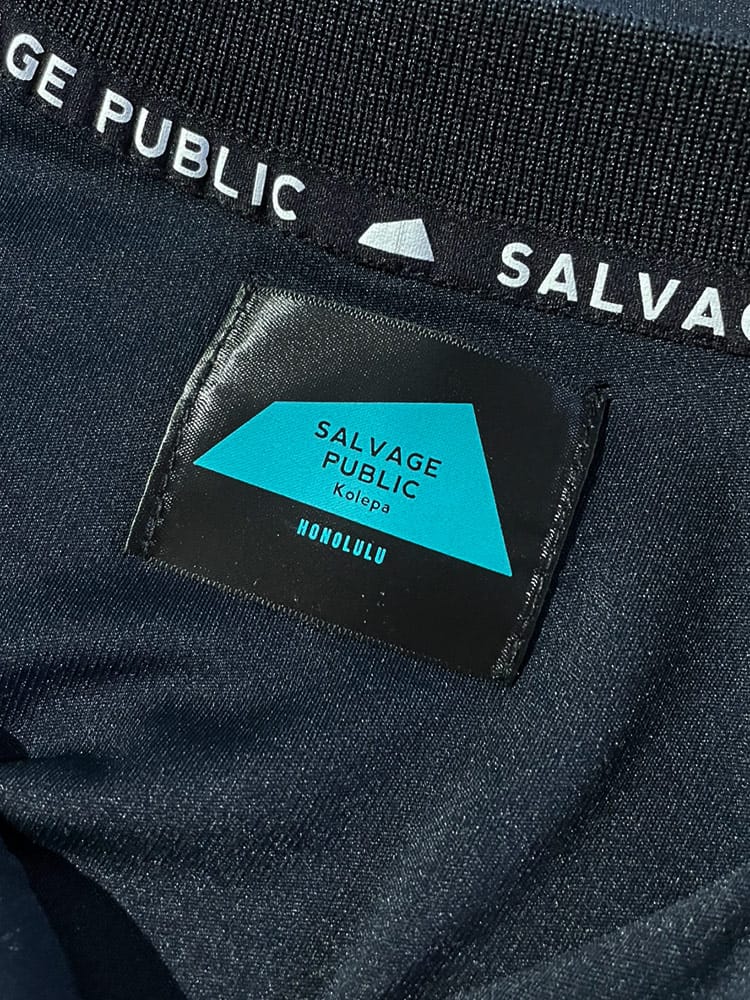 GE PUBLIC SALVAG
SALVAGE
PUBLIC
Kolepa
HONOLULU